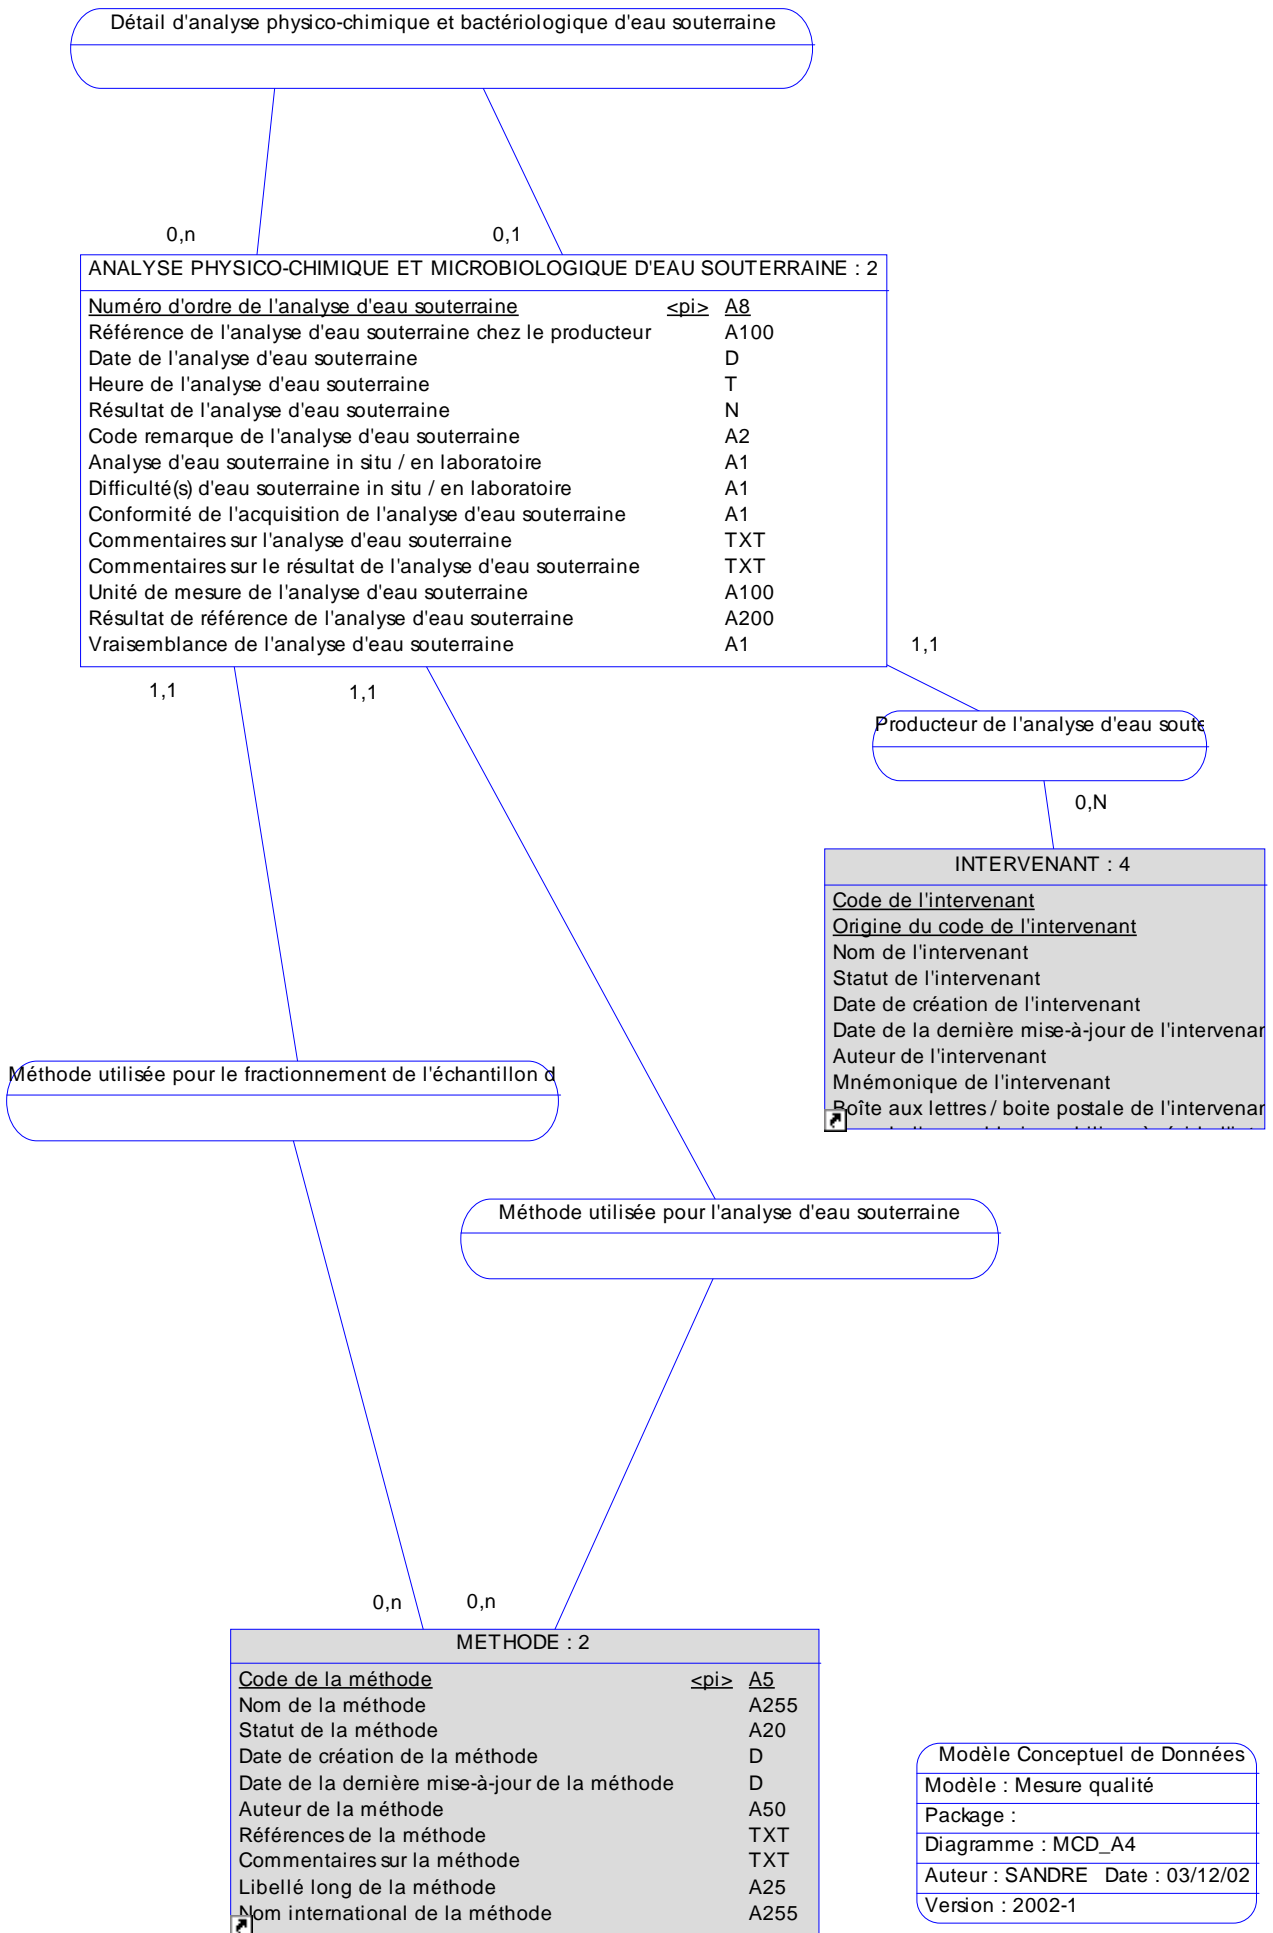 Détail d'analyse physico-chimique et bactériologique d'eau souterraine
0,n
0,1
ANALYSE PHYSICO-CHIMIQUE ET MICROBIOLOGIQUE D'EAU SOUTERRAINE : 2
Numéro d'ordre de l'analyse d'eau souterraine <pi> A8
Référence de l'analyse d'eau souterraine chez le producteur A100
Date de l'analyse d'eau souterraine D
Heure de l'analyse d'eau souterraine T
Résultat de l'analyse d'eau souterraine N
Code remarque de l'analyse d'eau souterraine A2
Analyse d'eau souterraine in situ / en laboratoire A1
Difficulté(s) d'eau souterraine in situ / en laboratoire A1
Conformité de l'acquisition de l'analyse d'eau souterraine A1
Commentaires sur l'analyse d'eau souterraine TXT
Commentaires sur le résultat de l'analyse d'eau souterraine TXT
Unité de mesure de l'analyse d'eau souterraine A100
Résultat de référence de l'analyse d'eau souterraine A200
Vraisemblance de l'analyse d'eau souterraine A1
1,1
1,1
1,1
Producteur de l'analyse d'eau soute
0,N
INTERVENANT : 4
Code de l'intervenant
Origine du code de l'intervenant
Nom de l'intervenant
Statut de l'intervenant
Date de création de l'intervenant
Date de la dernière mise-à-jour de l'intervenar
Auteur de l'intervenant
Mnémonique de l'intervenant
Boîte aux lettres / boite postale de l'intervenar
Méthode utilisée pour le fractionnement de l'échantillon d
Méthode utilisée pour l'analyse d'eau souterraine
0,n
0,n
METHODE : 2
Code de la méthode <pi> A5
Nom de la méthode A255
Statut de la méthode A20
Date de création de la méthode D
Date de la dernière mise-à-jour de la méthode D
Auteur de la méthode A50
Références de la méthode TXT
Commentaires sur la méthode TXT
Libellé long de la méthode A25
Nom international de la méthode A255
Modèle Conceptuel de Données
Modèle : Mesure qualité
Package :
Diagramme : MCD_A4
Auteur : SANDRE Date : 03/12/02
Version : 2002-1